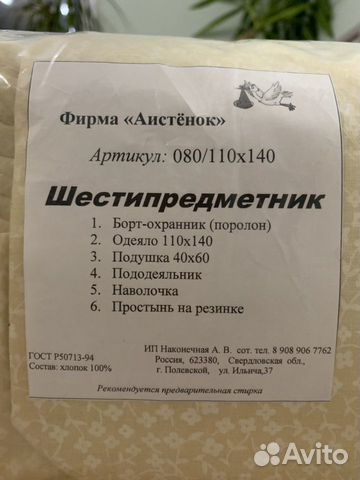 Фирма «Аистёнок»
Артикул: 080/110х140
Шестипредметник
1. Борт-охранник (поролон)
2. Одеяло 110х140
3. Подушка 40х60
4. Пододеяльник
5. Наволочка
6. Простынь на резинке
ГОСТ Р50713-94
Состав: хлопок 100%
ИП Наконечная А. В. сот. тел. 8 908 906 7762
Россия, 623380, Свердловская обл.,
г. Полевской, ул. Ильича,37
Рекомендуется предварительная стирка
Avito